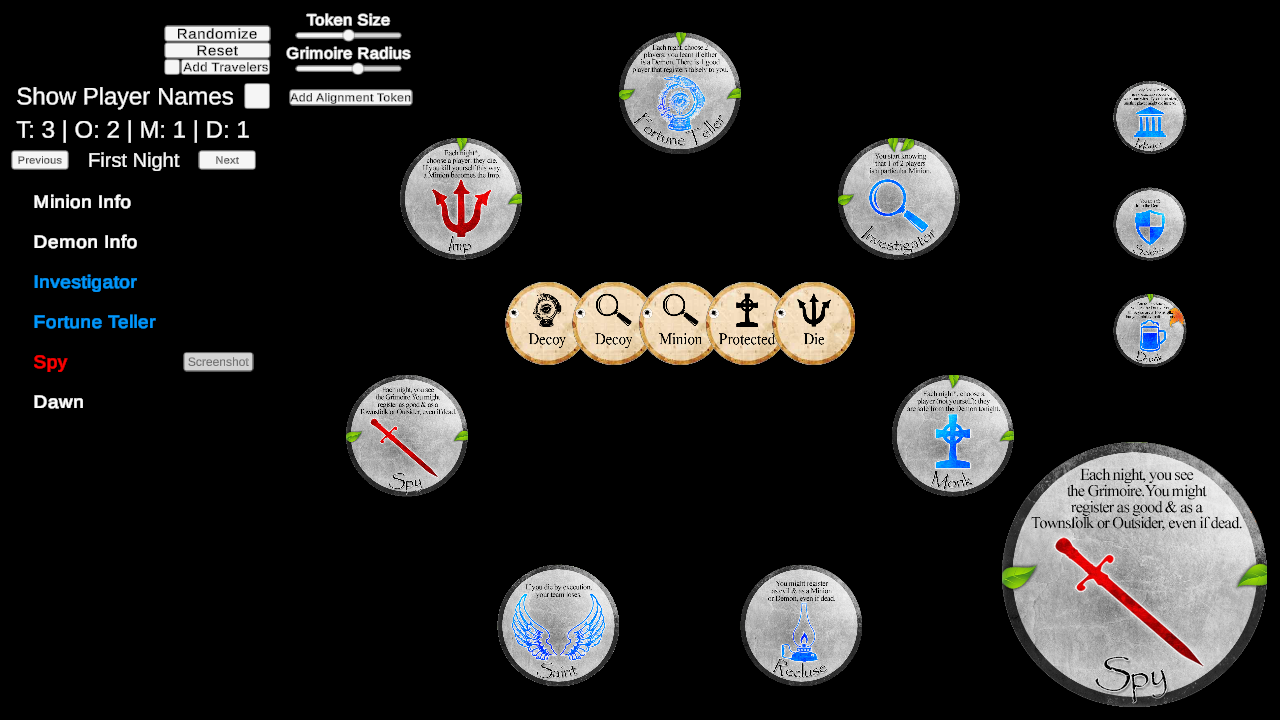 Token Size
Randomize
Reset
Add Travelers
Grimoire Radius
Show Player Names
Add Alignment Token
T: 3 | O: 2 | M: 1 | D: 1
Previous
First Night
Next
Minion Info
Demon Info
Investigator
Fortune Teller
Spy
Screenshot
Dawn
Each night, choose 2
players: you learn if either
is a Demon. There is 1 good
player that registers falsely to you.
Fortune Teller
Each night*,
choose a player: they die.
If you kill yourself this way,
a Minion becomes the Imp.
Imp
You start knowing
that 1 of 2 players
is a particular Minion.
Investigator
Decoy
Decoy
Minion
Protected
Die
Each night, you see
the Grimoire. You might
register as good & as a
Townsfolk or Outsider, even if dead.
Spy
Each night*, choose a
player (not yourself): they
are safe from the Demon tonight.
Monk
If you die by execution,
your team loses.
Saint
You might register
as evil & as a Minion
or Demon, even if dead.
Recluse
Soldier
Drunk
Each night, you see
the Grimoire. You might
register as good & as a
Townsfolk or Outsider, even if dead.
Spy